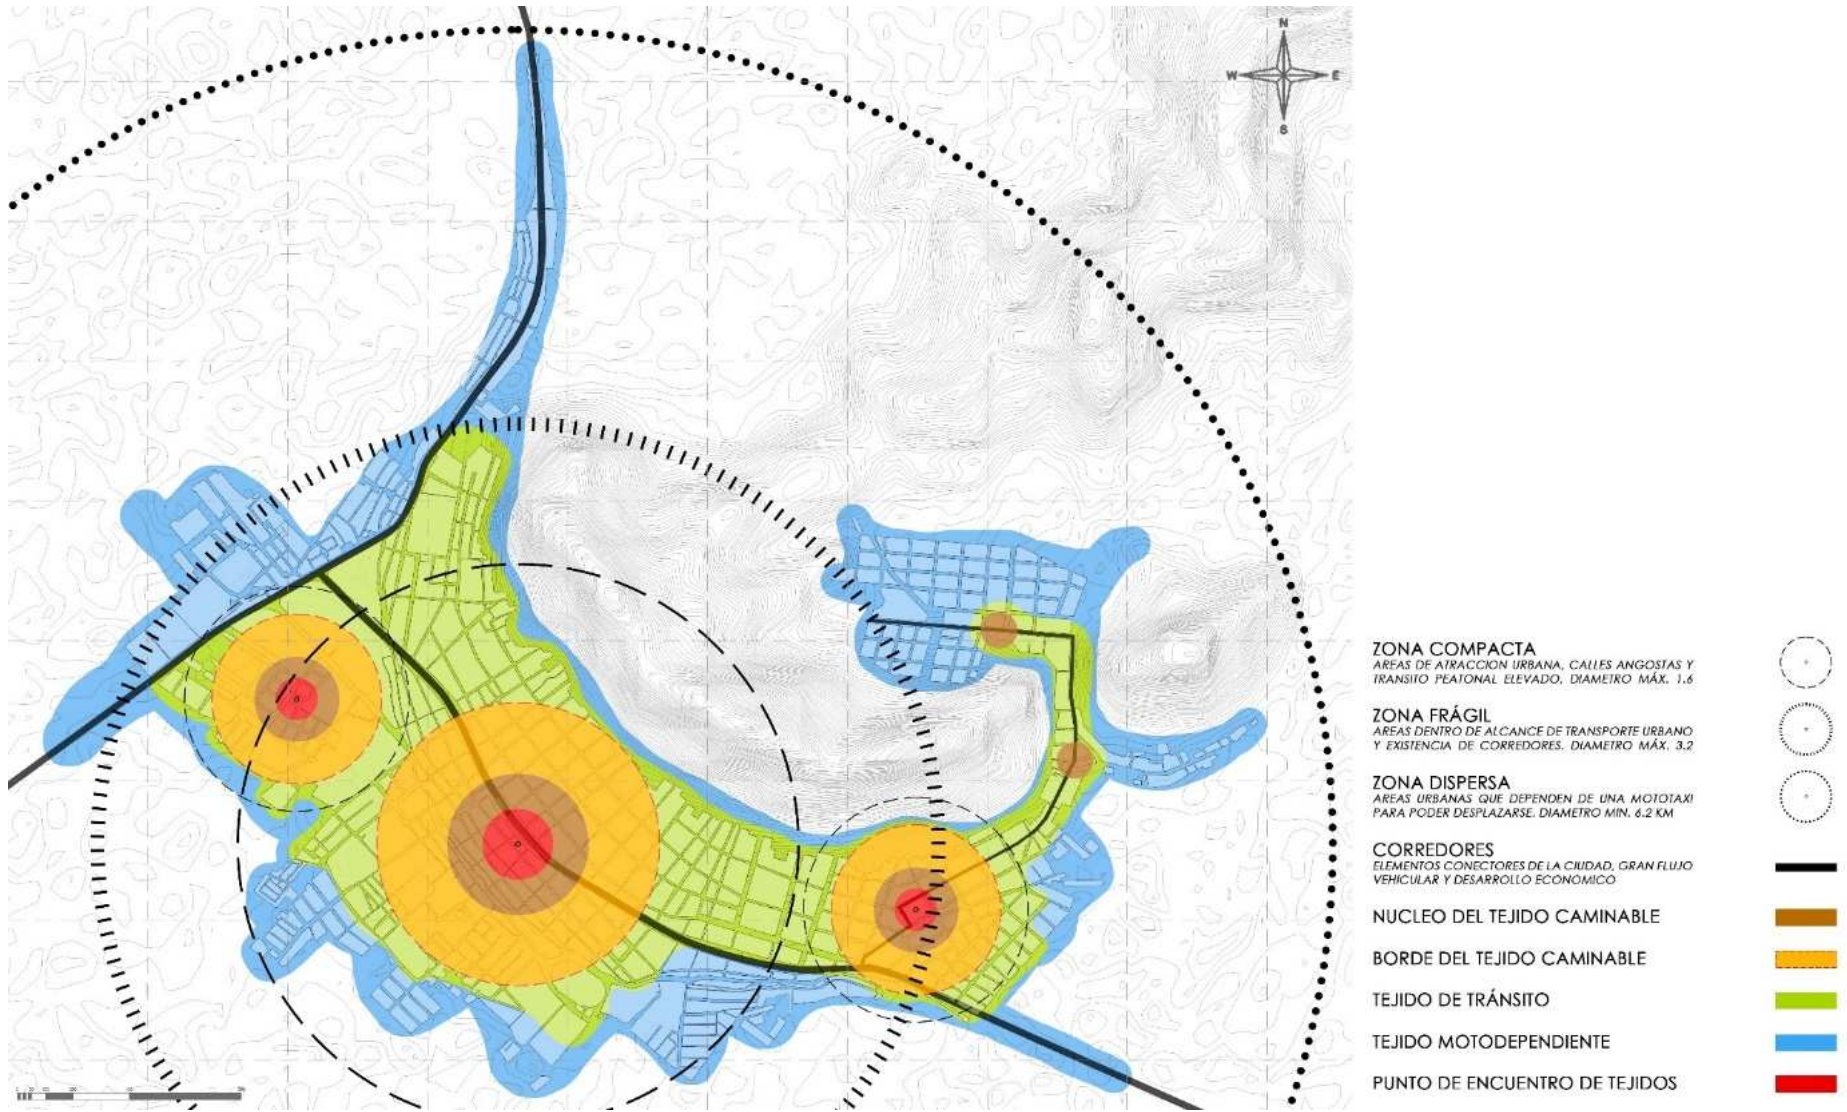 N
W E
S
ZONA COMPACTA
AREAS DE ATRACCION URBANA, CALLES ANGOSTAS Y
TRANSITO PEATONAL ELEVADO, DIAMETRO MÁX. 1.6
ZONA FRÁGIL
AREAS DENTRO DE ALCANCE DE TRANSPORTE URBANO
Y EXISTENCIA DE CORREDORES. DIAMETRO MÁX. 3.2
ZONA DISPERSA
AREAS URBANAS QUE DEPENDEN DE UNA MOTOTAXI
PARA PODER DESPLAZARSE. DIAMETRO MIN. 6.2 KM
CORREDORES
ELEMENTOS CONECTORES DE LA CIUDAD, GRAN FLUJO
VEHICULAR Y DESARROLLO ECONOMICO
NUCLEO DEL TEJIDO CAMINABLE
BORDE DEL TEJIDO CAMINABLE
TEJIDO DE TRÁNSITO
TEJIDO MOTODEPENDIENTE
PUNTO DE ENCUENTRO DE TEJIDOS